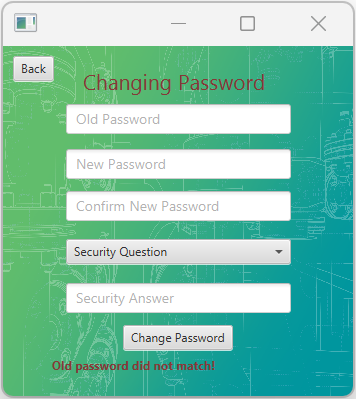 Back
Changing Password
Old Password
New Password
Confirm New Password
Security Question
Security Answer
Change Password
Old password did not match!